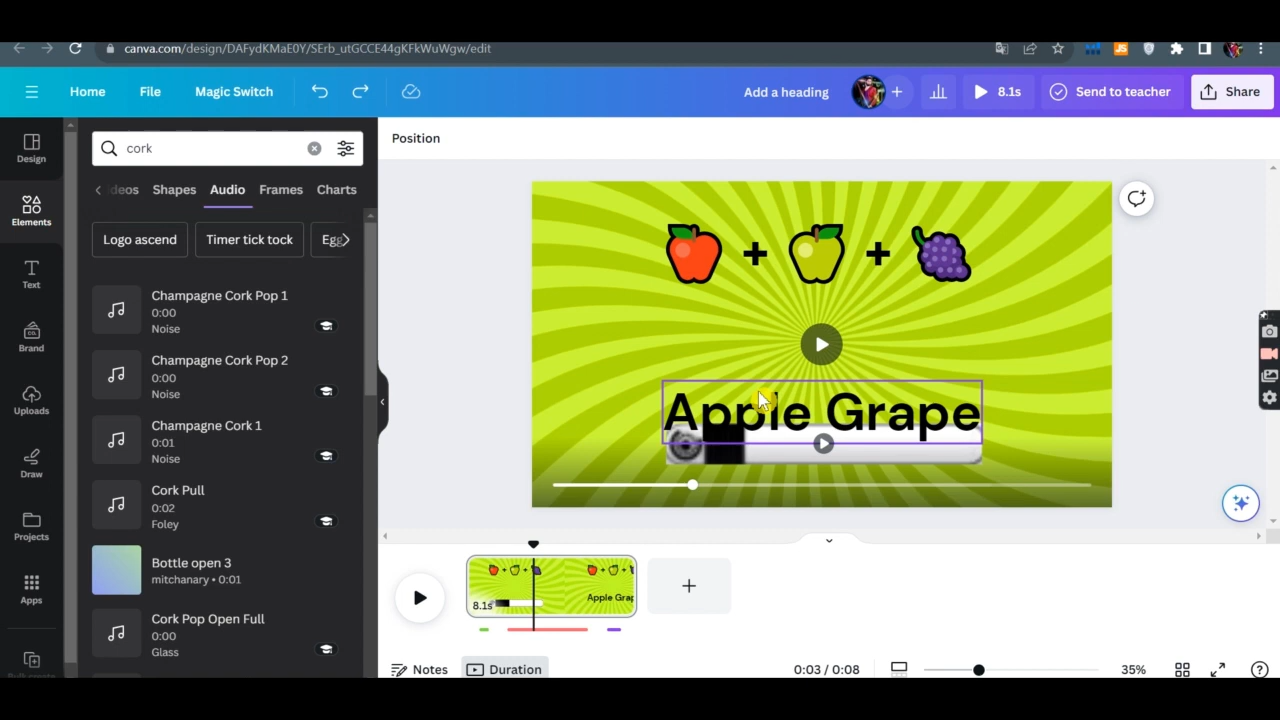 canva.com/design/DAFydKMaE0Y/SErb_utGCCE44gKFkWuWgw/edit
Home File Magic Switch Add a heading 8.1s Send to teacher Share
Design
Elements
Text
Brand
Uploads
Draw
Projects
Apps
cork
deos Shapes Audio Frames Charts
Logo ascend Timer tick tock Egg
Champagne Cork Pop 1
0:00
Noise
Champagne Cork Pop 2
0:00
Noise
Champagne Cork 1
0:01
Noise
Cork Pull
0:02
Foley
Bottle open 3
mitchanary • 0:01
Cork Pop Open Full
0:00
Glass
Position
+ +
Apple Grape
8.1s
Apple Grap
+
Notes Duration 0:03 / 0:08 35%